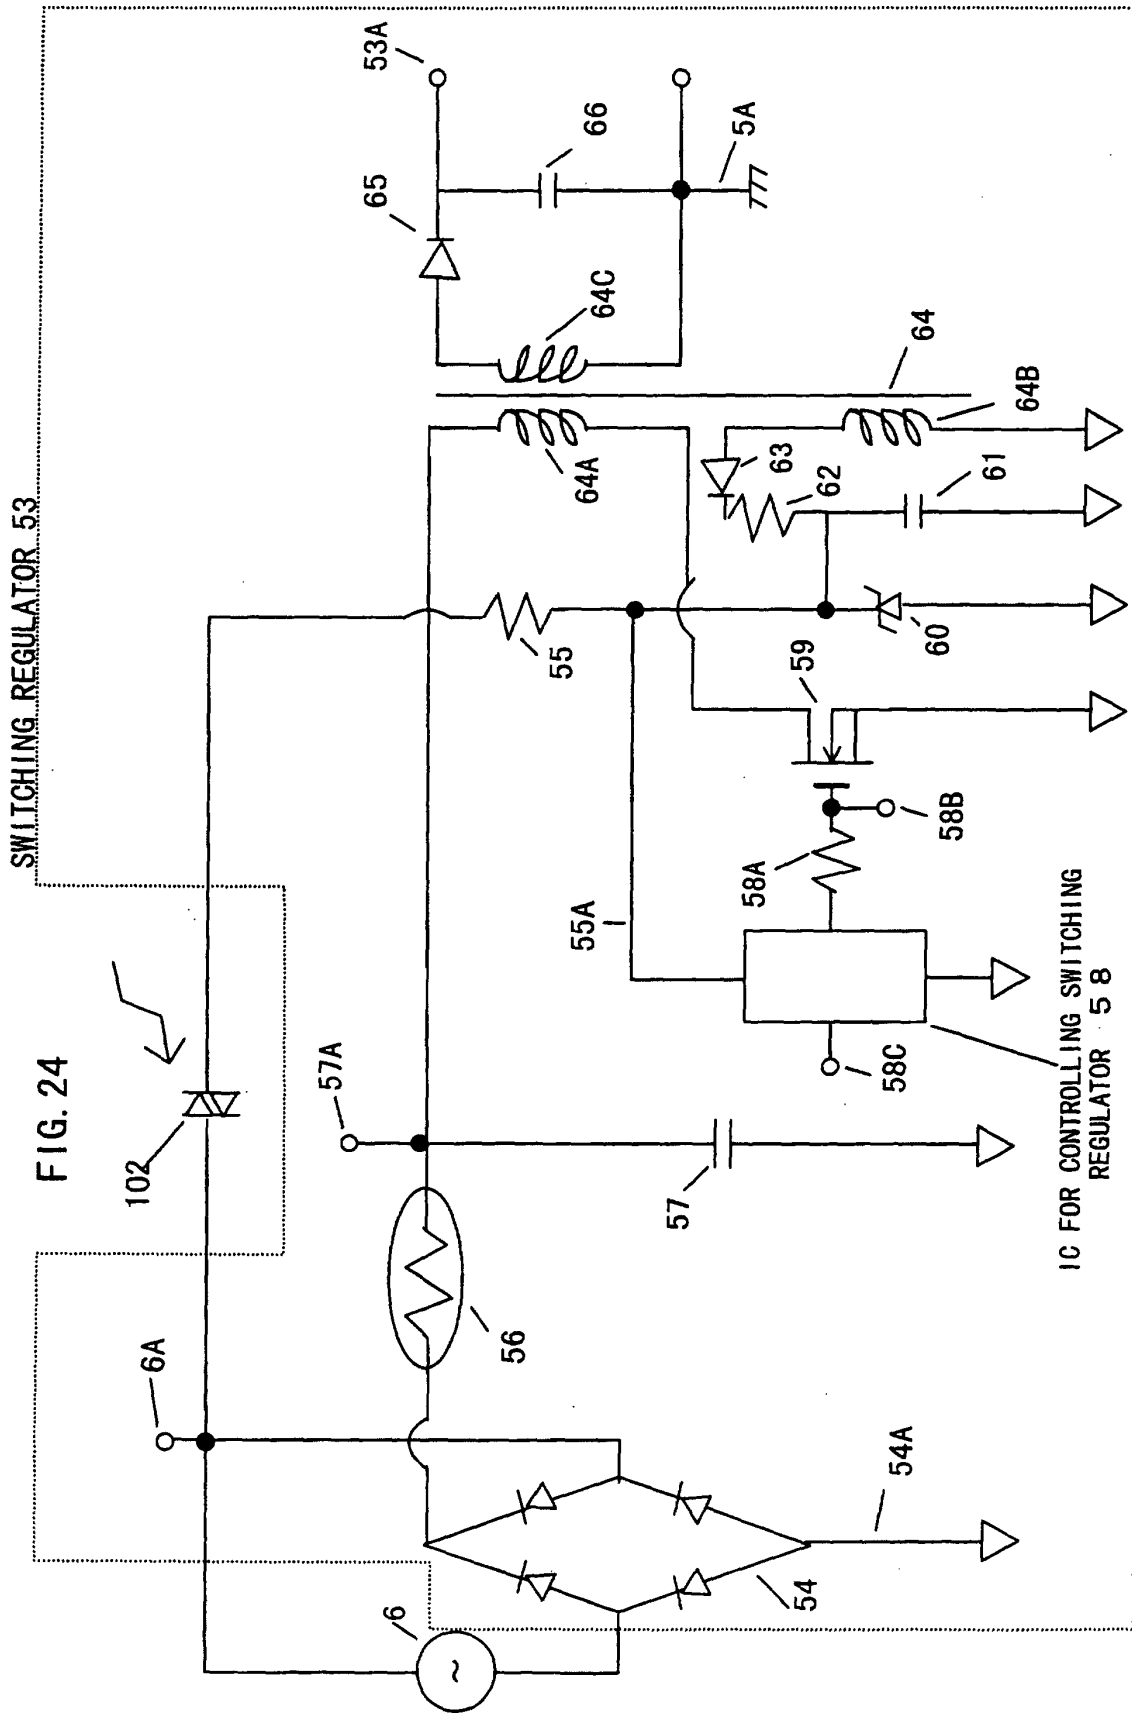 FIG. 24
SWITCHING REGULATOR 53
6A
102
6
54
54A
56
57A
57
55A
55
IC FOR CONTROLLING SWITCHING
REGULATOR 58
58C
58A
58B
59
60
61
62
63
64A
64B
64C
64
65
66
53A
5A
~